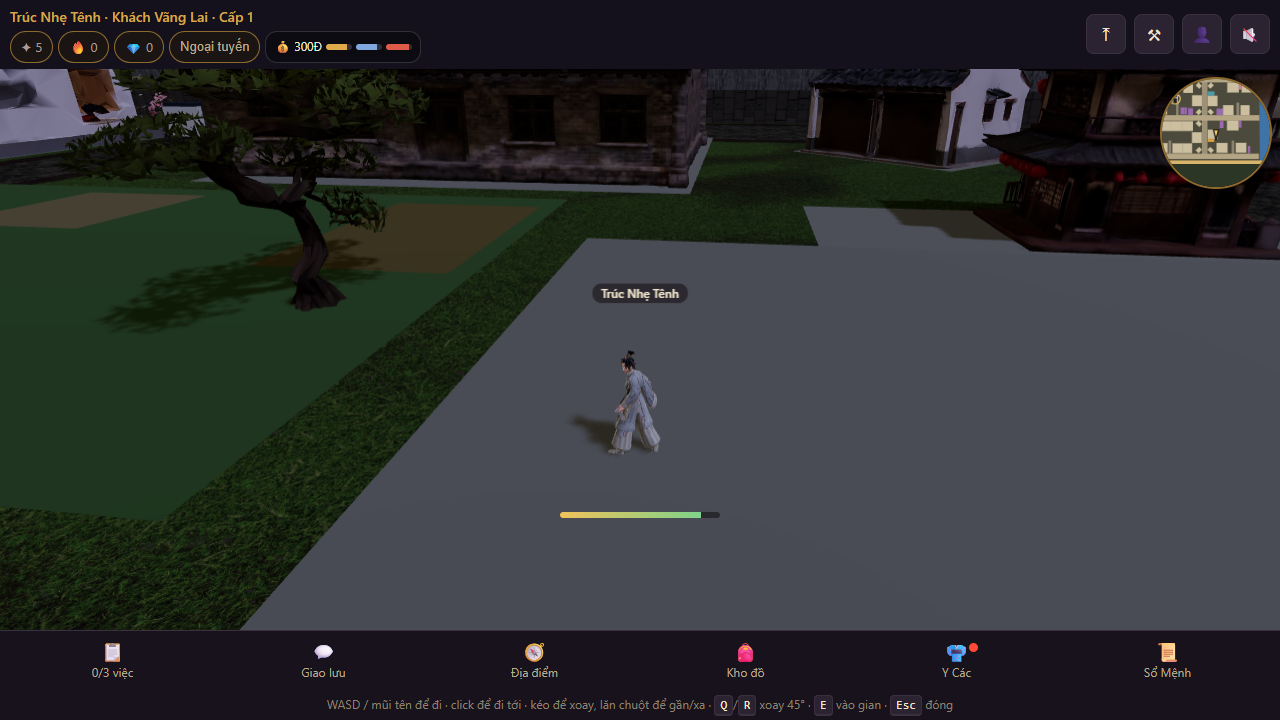 Trúc Nhẹ Tênh · Khách Vãng Lai · Cấp 1
5 0 0 Ngoại tuyến 300Đ
Trúc Nhẹ Tênh
0/3 việc Giao lưu Địa điểm Kho đồ Y Các Sổ Mệnh
WASD / mũi tên để đi · click để đi tới · kéo để xoay, lăn chuột để gần/xa · Q / R xoay 45° · E vào gian · Esc đóng